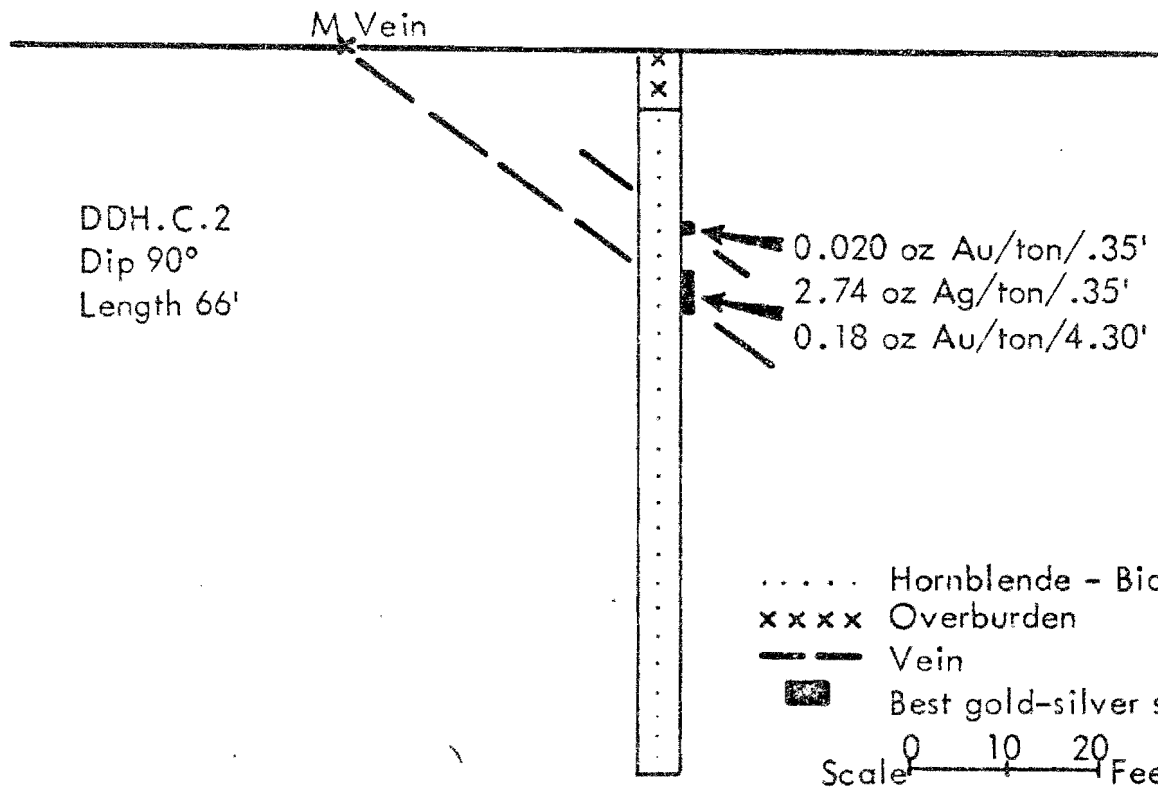 M Vein
DDH.C.2
Dip 90°
Length 66'
0.020 oz Au/ton/.35'
2.74 oz Ag/ton/.35'
0.18 oz Au/ton/4.30'
Hornblende - Bio
Overburden
Vein
Best gold-silver s
0 10 20
Scale Fee